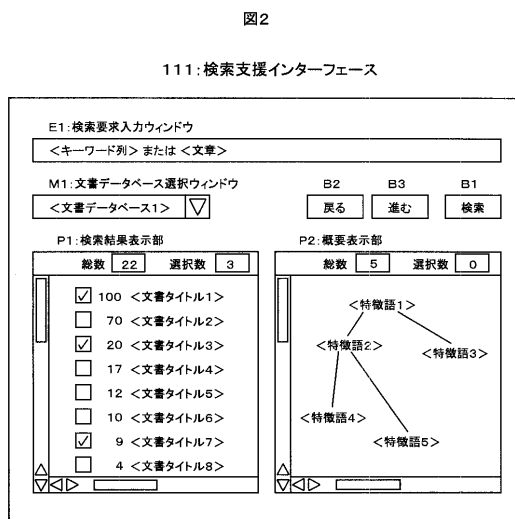 図2
111:検索支援インターフェース
E1:検索要求入力ウィンドウ
<キーワード列> または <文章>
M1:文書データベース選択ウィンドウ
B2 B3 B1
<文書データベース1> ▽ 戻る 進む 検索
P1:検索結果表示部
総数 22 選択数 3
✓ 100 <文書タイトル1>
70 <文書タイトル2>
✓ 20 <文書タイトル3>
17 <文書タイトル4>
12 <文書タイトル5>
10 <文書タイトル6>
✓ 9 <文書タイトル7>
4 <文書タイトル8>
P2:概要表示部
総数 5 選択数 0
<特徴語1>
<特徴語2>
<特徴語3>
<特徴語4>
<特徴語5>